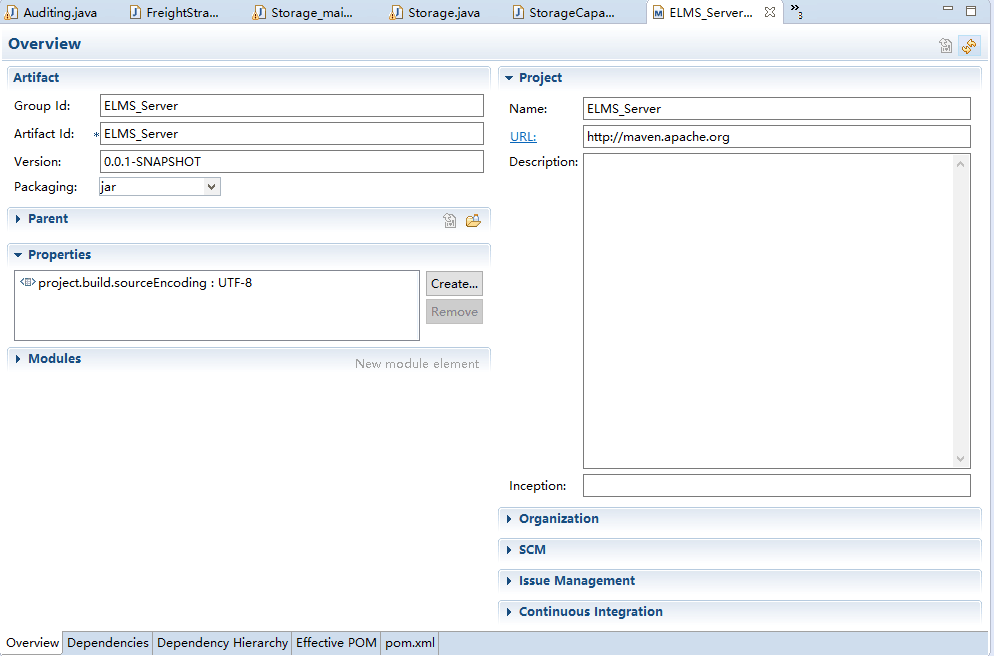 Auditing.java
FreightStra...
Storage_mai...
Storage.java
StorageCapa...
ELMS_Server...
»3
Overview
Artifact
Group Id: ELMS_Server
Artifact Id: *ELMS_Server
Version: 0.0.1-SNAPSHOT
Packaging: jar
Parent
Properties
project.build.sourceEncoding : UTF-8
Create...
Remove
Modules
New module element
Project
Name: ELMS_Server
URL: http://maven.apache.org
Description:
Inception:
Organization
SCM
Issue Management
Continuous Integration
Overview
Dependencies
Dependency Hierarchy
Effective POM
pom.xml